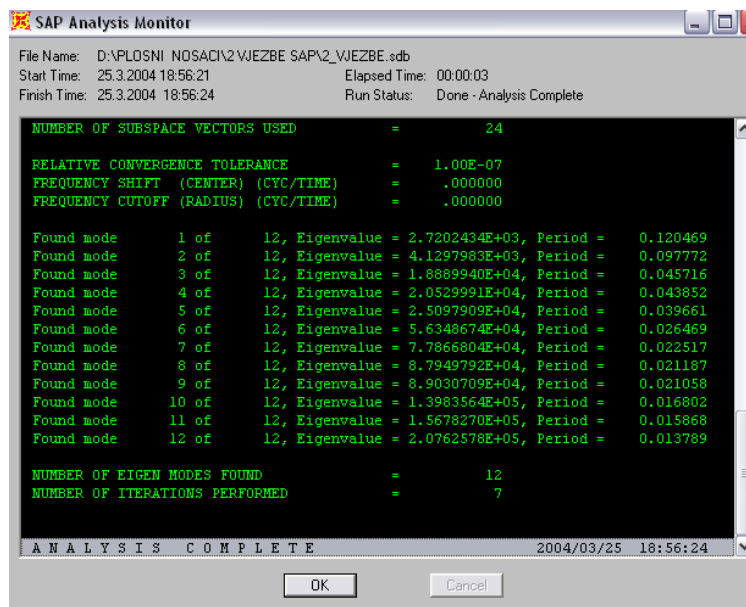 SAP Analysis Monitor
File Name: D:\PLOSNI NOSACI\2 VJEZBE SAP\2_VJEZBE.sdb
Start Time: 25.3.2004 18:56:21 Elapsed Time: 00:00:03
Finish Time: 25.3.2004 18:56:24 Run Status: Done - Analysis Complete
NUMBER OF SUBSPACE VECTORS USED = 24
RELATIVE CONVERGENCE TOLERANCE = 1.00E-07
FREQUENCY SHIFT (CENTER) (CYC/TIME) = .000000
FREQUENCY CUTOFF (RADIUS) (CYC/TIME) = .000000
Found mode 1 of 12, Eigenvalue = 2.7202434E+03, Period = 0.120469
Found mode 2 of 12, Eigenvalue = 4.1297983E+03, Period = 0.097772
Found mode 3 of 12, Eigenvalue = 1.8889940E+04, Period = 0.045716
Found mode 4 of 12, Eigenvalue = 2.0529991E+04, Period = 0.043852
Found mode 5 of 12, Eigenvalue = 2.5097909E+04, Period = 0.039661
Found mode 6 of 12, Eigenvalue = 5.6348674E+04, Period = 0.026469
Found mode 7 of 12, Eigenvalue = 7.7866804E+04, Period = 0.022517
Found mode 8 of 12, Eigenvalue = 8.7949792E+04, Period = 0.021187
Found mode 9 of 12, Eigenvalue = 8.9030709E+04, Period = 0.021058
Found mode 10 of 12, Eigenvalue = 1.3983564E+05, Period = 0.016802
Found mode 11 of 12, Eigenvalue = 1.5678270E+05, Period = 0.015868
Found mode 12 of 12, Eigenvalue = 2.0762578E+05, Period = 0.013789
NUMBER OF EIGEN MODES FOUND = 12
NUMBER OF ITERATIONS PERFORMED = 7
A N A L Y S I S C O M P L E T E 2004/03/25 18:56:24
OK Cancel